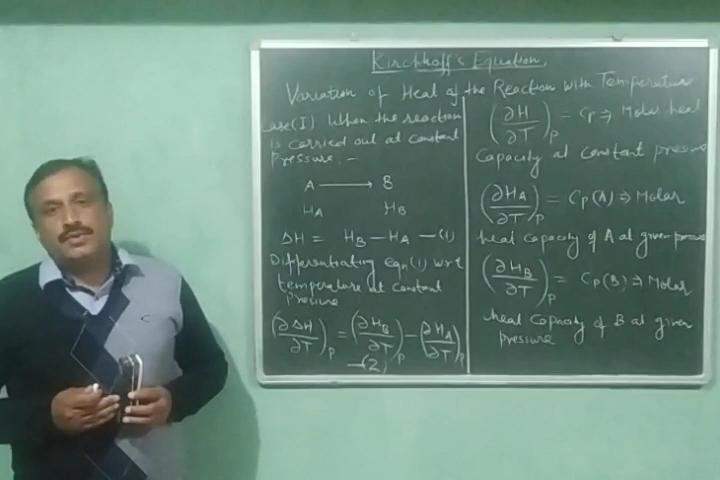 Kirchhoff's Equation.
Variation of Heat of the Reaction with Temperature
Case(I) When the reaction
is carried out at constant
pressure :-
A ⟶ B
H_A H_B
ΔH = H_B − H_A —(1)
Differentiating eqn(1) wrt
temperature at constant
pressure
(∂ΔH/∂T)_P = (∂H_B/∂T)_P − (∂H_A/∂T)_P
—(2)
(∂H/∂T)_P = C_P ⇒ Molar heat
Capacity at constant pressure
(∂H_A/∂T)_P = C_P(A) ⇒ Molar
heat capacity of A at given pressure
(∂H_B/∂T)_P = C_P(B) ⇒ Molar
heat Capacity of B at given
pressure